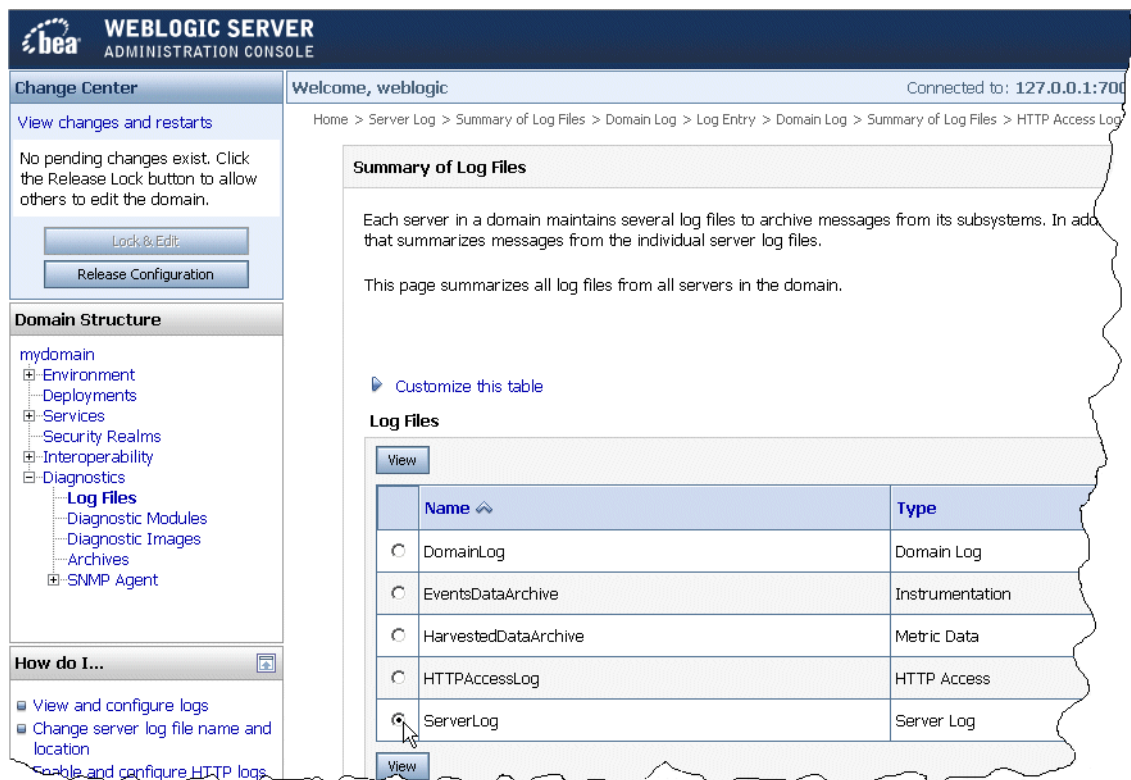 bea
WEBLOGIC SERVER
ADMINISTRATION CONSOLE
Change Center
View changes and restarts
No pending changes exist. Click
the Release Lock button to allow
others to edit the domain.
Lock & Edit
Release Configuration
Domain Structure
mydomain
Environment
Deployments
Services
Security Realms
Interoperability
Diagnostics
Log Files
Diagnostic Modules
Diagnostic Images
Archives
SNMP Agent
How do I...
View and configure logs
Change server log file name and
location
Enable and configure HTTP logs
Welcome, weblogic
Connected to: 127.0.0.1:700
Home > Server Log > Summary of Log Files > Domain Log > Log Entry > Domain Log > Summary of Log Files > HTTP Access Log
Summary of Log Files
Each server in a domain maintains several log files to archive messages from its subsystems. In
that summarizes messages from the individual server log files.
This page summarizes all log files from all servers in the domain.
Customize this table
Log Files
View
Name Type
DomainLog Domain Log
EventsDataArchive Instrumentation
HarvestedDataArchive Metric Data
HTTPAccessLog HTTP Access
ServerLog Server Log
View